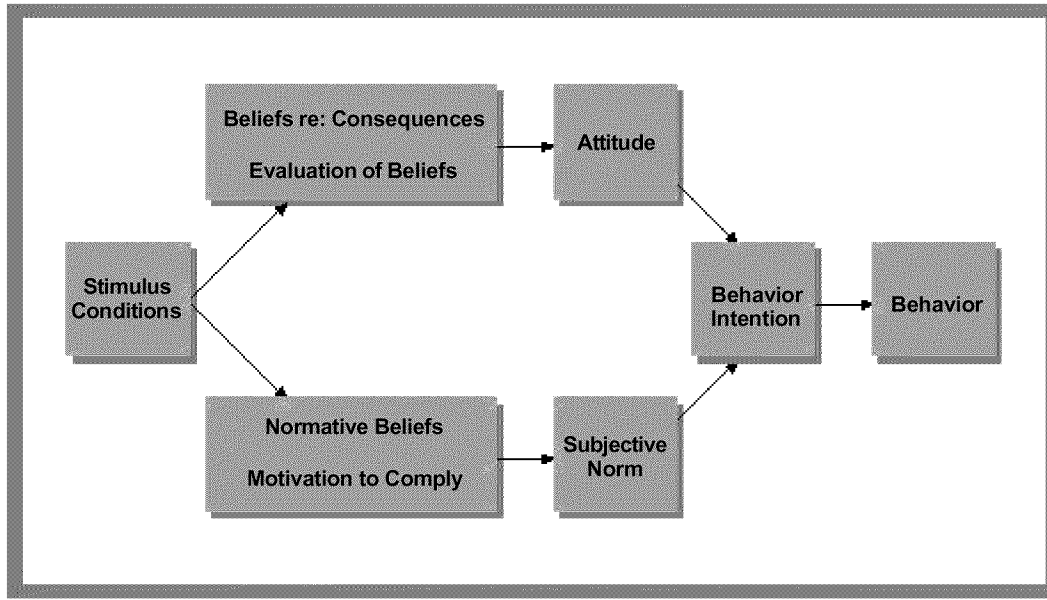 Beliefs re: Consequences
Evaluation of Beliefs
Attitude
Stimulus
Conditions
Behavior
Intention
Behavior
Normative Beliefs
Motivation to Comply
Subjective
Norm